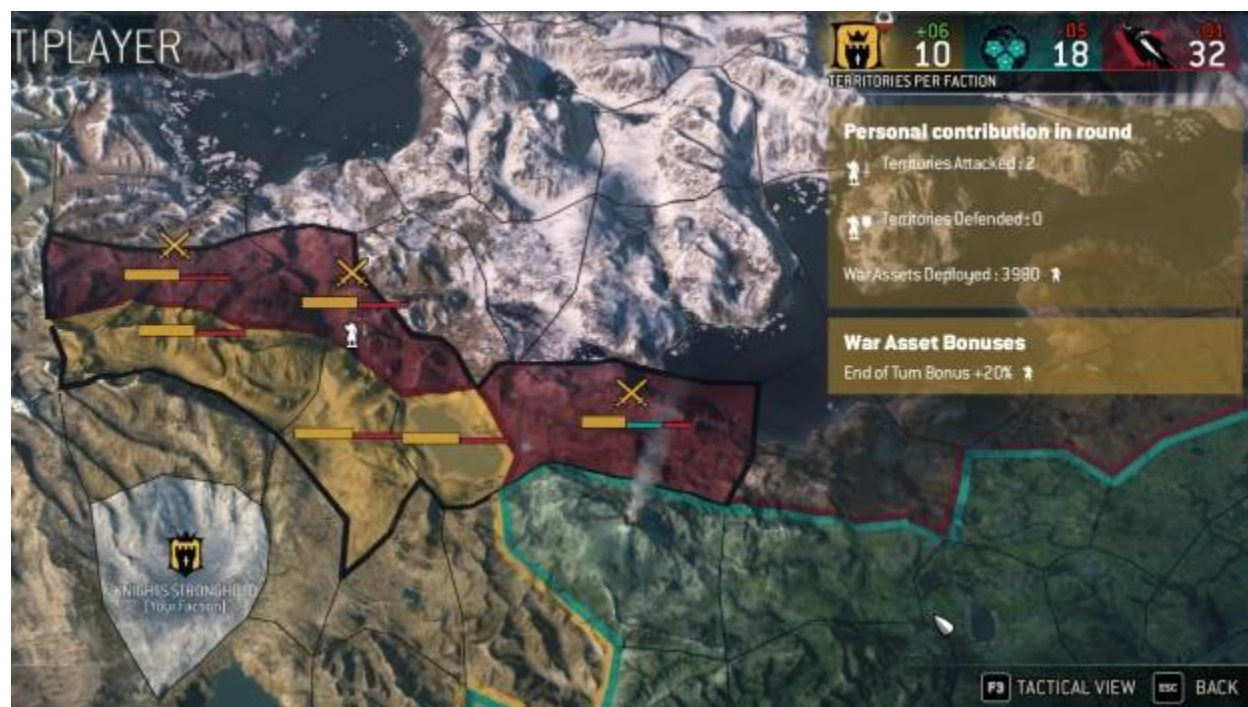 TIPLAYER
+06 -05 -01
10 18 32
TERRITORIES PER FACTION
Personal contribution in round
Territories Attacked : 2
Territories Defended : 0
War Assets Deployed : 3980
War Asset Bonuses
End of Turn Bonus +20%
KNIGHTS STRONGHOLD
[Your Faction]
F3 TACTICAL VIEW ESC BACK